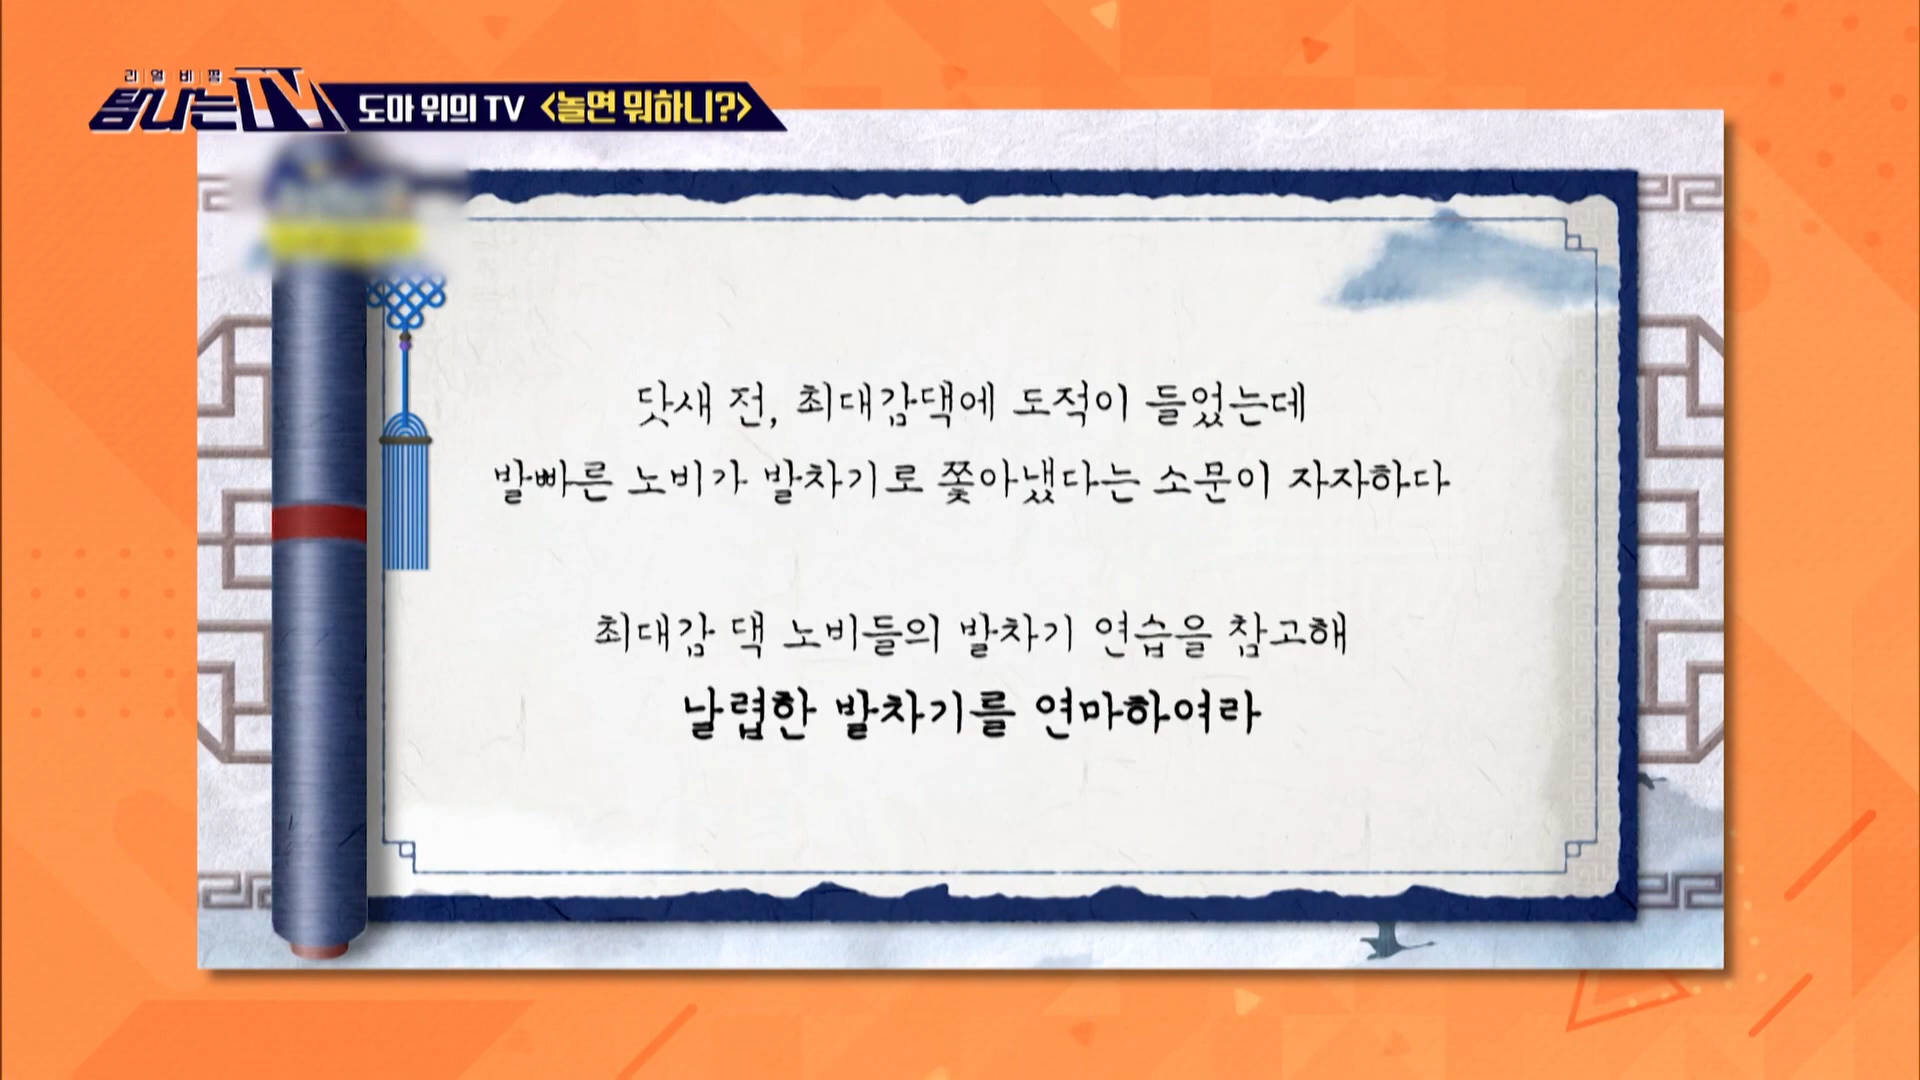 리얼비평
탐나는TV
도마 위의 TV <놀면 뭐하니?>
닷새 전, 최대감댁에 도적이 들었는데
발빠른 노비가 발차기로 쫓아냈다는 소문이 자자하다
최대감 댁 노비들의 발차기 연습을 참고해
날렵한 발차기를 연마하여라